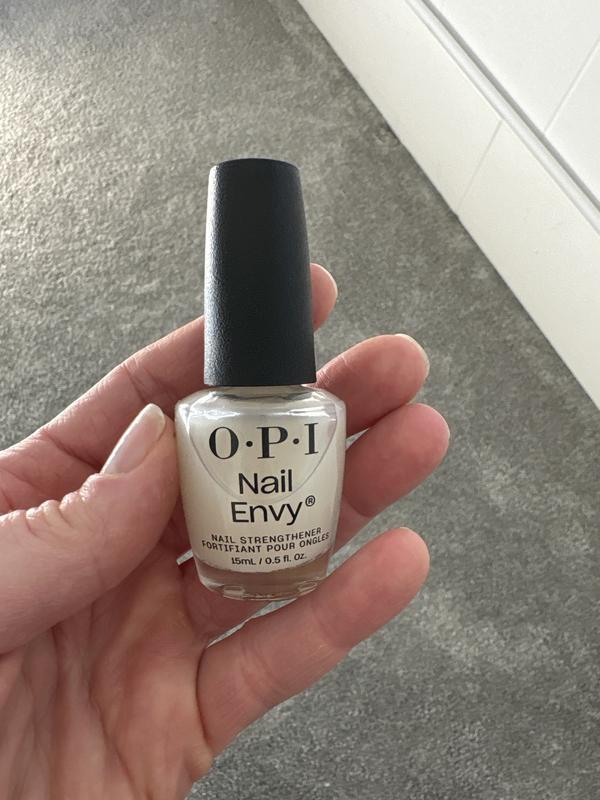 O·P·I
Nail
Envy®
NAIL STRENGTHENER
FORTIFIANT POUR ONGLES
15mL / 0.5 fl. oz.